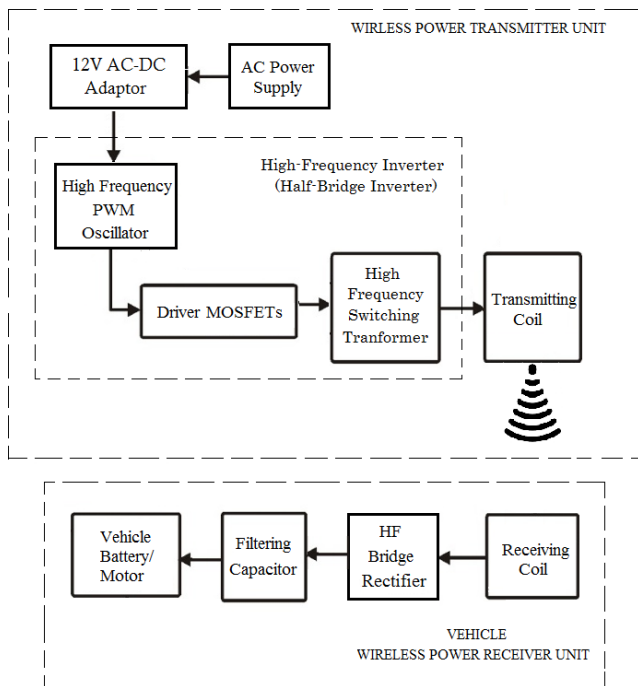 WIRLESS POWER TRANSMITTER UNIT
12V AC-DC
Adaptor
AC Power
Supply
High-Frequency Inverter
(Half-Bridge Inverter)
High Frequency
PWM
Oscillator
Driver MOSFETs
High
Frequency
Switching
Tranformer
Transmitting
Coil
Vehicle
Battery/
Motor
Filtering
Capacitor
HF
Bridge
Rectifier
Receiving
Coil
VEHICLE
WIRELESS POWER RECEIVER UNIT